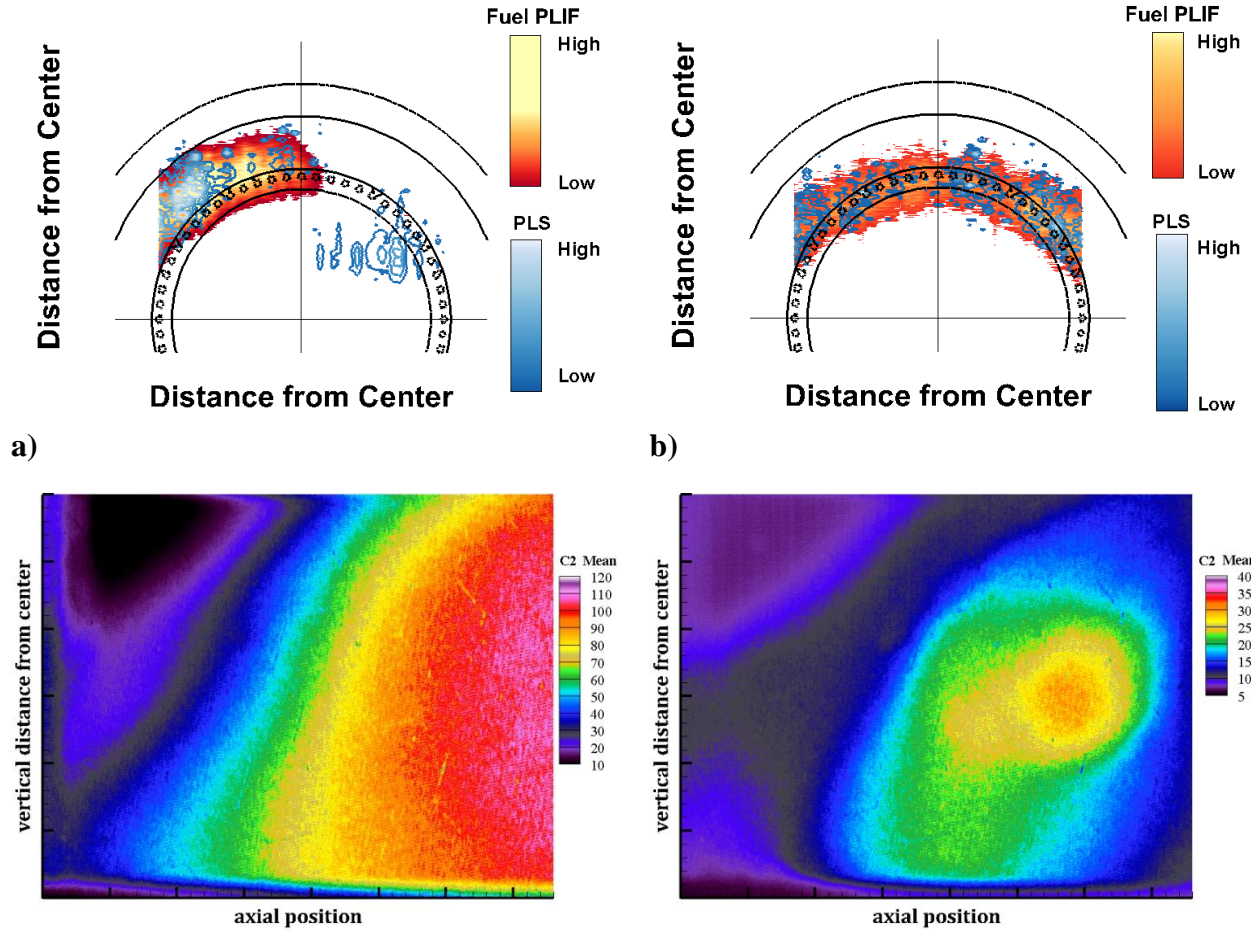 Fuel PLIF
High
Low
PLS
High
Low
Distance from Center
Distance from Center
Fuel PLIF
High
Low
PLS
High
Low
Distance from Center
Distance from Center
a)
b)
C2 Mean
120
110
100
90
80
70
60
50
40
30
20
10
vertical distance from center
axial position
C2 Mean
40
35
30
25
20
15
10
5
vertical distance from center
axial position